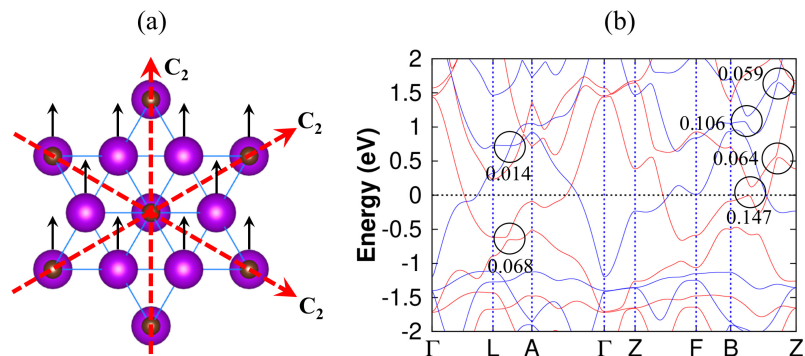 (a)
C2
C2
C2
(b)
Energy (eV)
2
1.5
1
0.5
0
-0.5
-1
-1.5
-2
0.059
0.106
0.014
0.064
0.147
0.068
Γ L A Γ Z F B Z